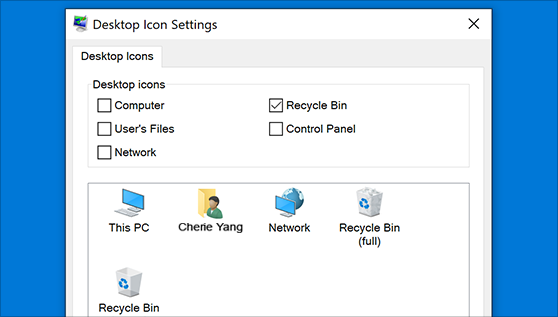 Desktop Icon Settings
Desktop Icons
Desktop icons
Computer
Recycle Bin
User's Files
Control Panel
Network
This PC
Cherie Yang
Network
Recycle Bin
(full)
Recycle Bin